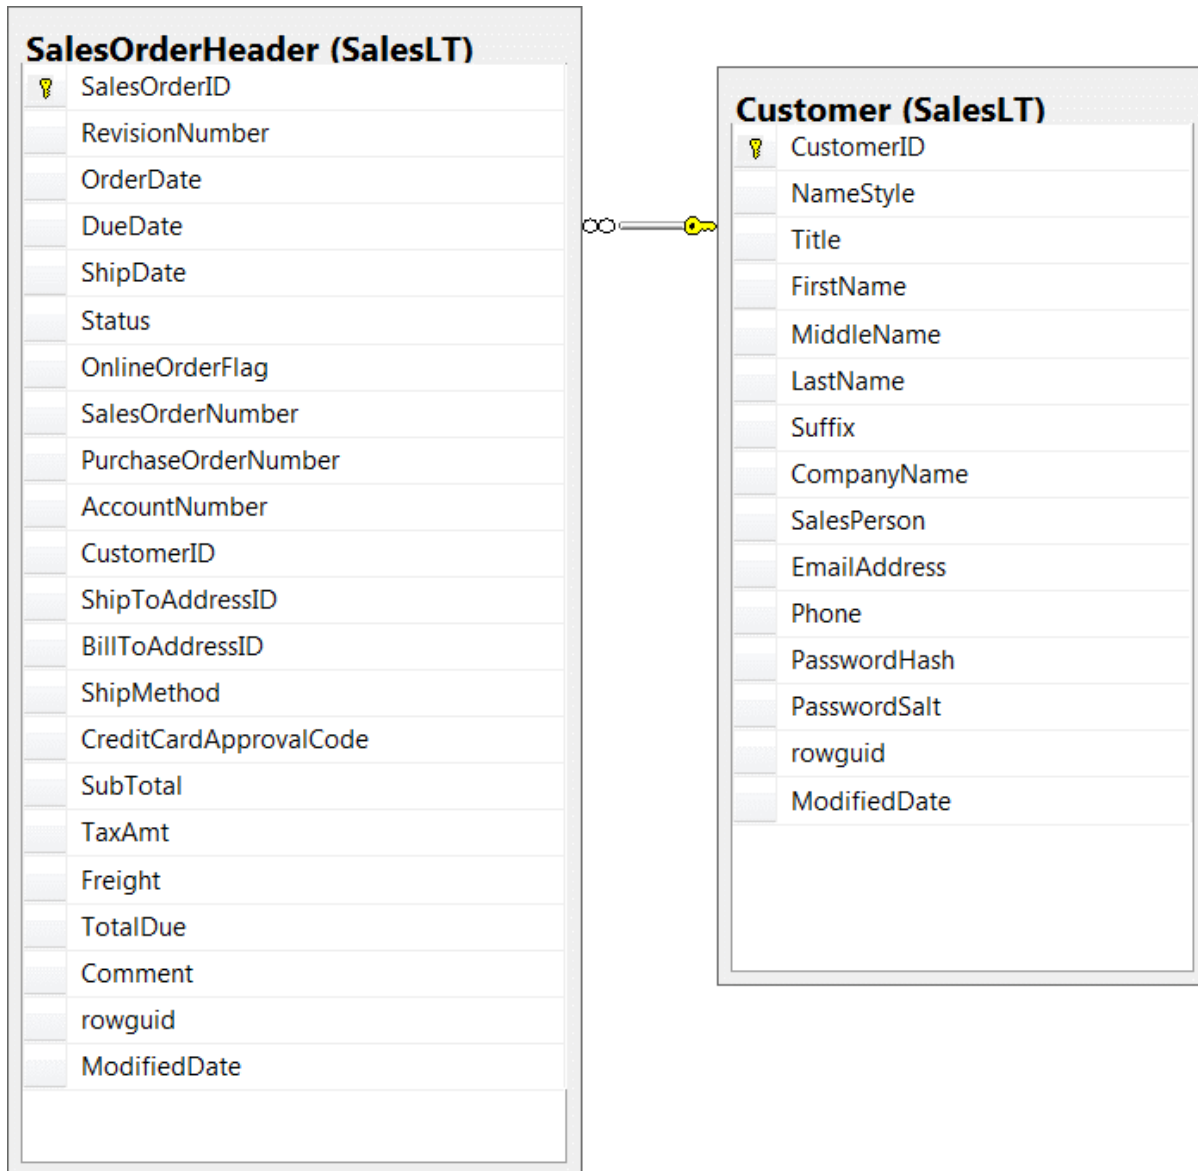 SalesOrderHeader (SalesLT)
SalesOrderID
RevisionNumber
OrderDate
DueDate
ShipDate
Status
OnlineOrderFlag
SalesOrderNumber
PurchaseOrderNumber
AccountNumber
CustomerID
ShipToAddressID
BillToAddressID
ShipMethod
CreditCardApprovalCode
SubTotal
TaxAmt
Freight
TotalDue
Comment
rowguid
ModifiedDate
Customer (SalesLT)
CustomerID
NameStyle
Title
FirstName
MiddleName
LastName
Suffix
CompanyName
SalesPerson
EmailAddress
Phone
PasswordHash
PasswordSalt
rowguid
ModifiedDate